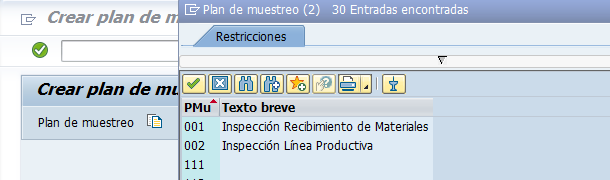 Crear plan de mu
Plan de muestreo (2) 30 Entradas encontradas
Restricciones
Crear plan de mu
Plan de muestreo
PMu Texto breve
001 Inspección Recibimiento de Materiales
002 Inspección Línea Productiva
111